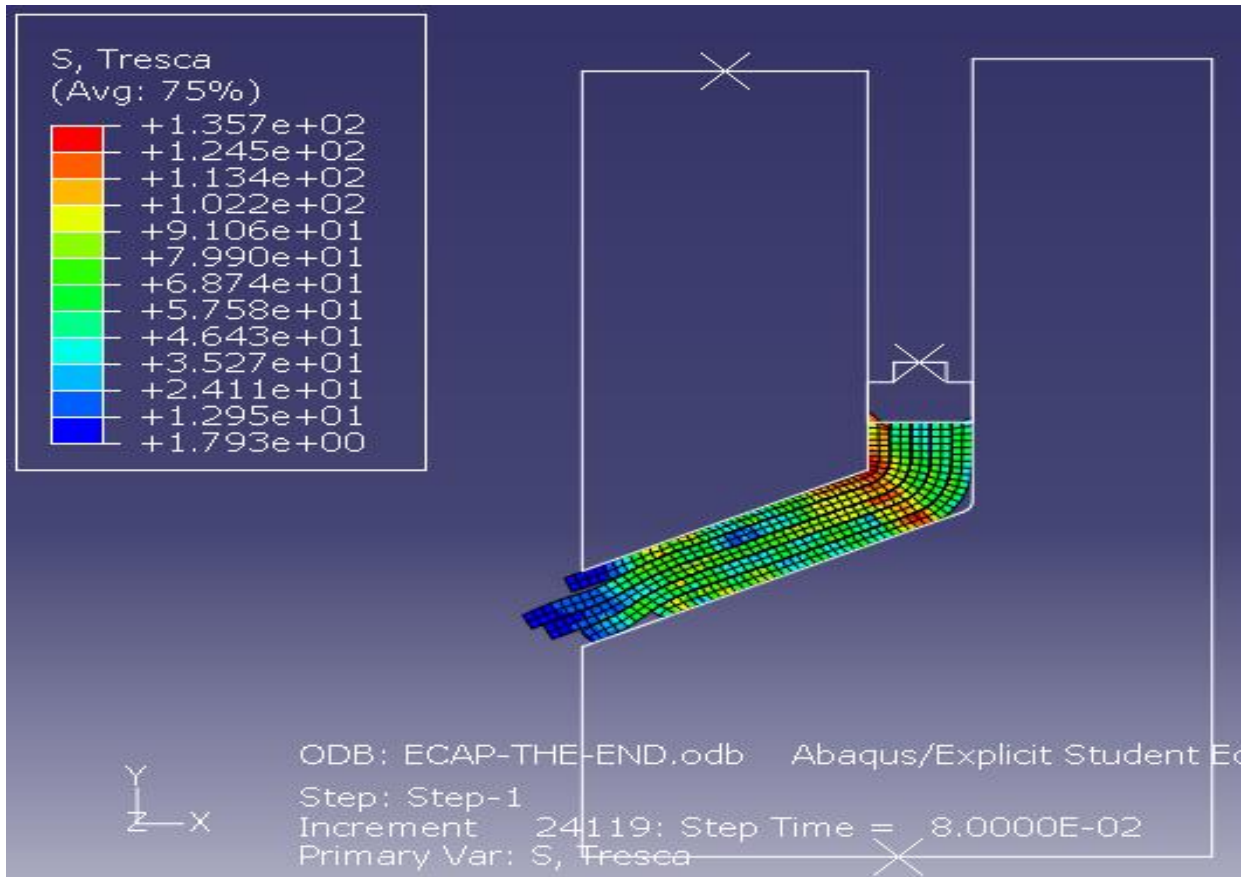 S, Tresca
(Avg: 75%)
+1.357e+02
+1.245e+02
+1.134e+02
+1.022e+02
+9.106e+01
+7.990e+01
+6.874e+01
+5.758e+01
+4.643e+01
+3.527e+01
+2.411e+01
+1.295e+01
+1.793e+00
Y
Z X
ODB: ECAP-THE-END.odb Abaqus/Explicit Student Ed
Step: Step-1
Increment 24119: Step Time = 8.0000E-02
Primary Var: S, Tresca